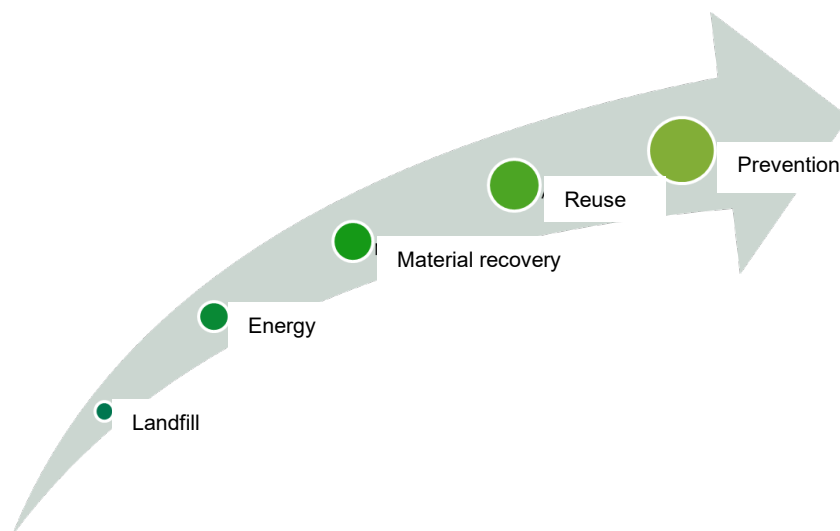 Prevention
Reuse
Material recovery
Energy
Landfill